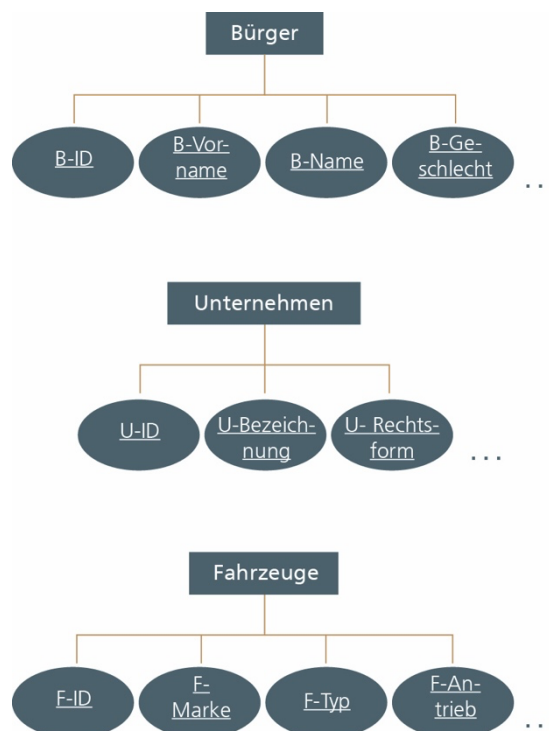 Bürger
B-ID
B-Vor-
name
B-Name
B-Ge-
schlecht
..
Unternehmen
U-ID
U-Bezeich-
nung
U- Rechts-
form
...
Fahrzeuge
F-ID
F-
Marke
F-Typ
F-An-
trieb
..